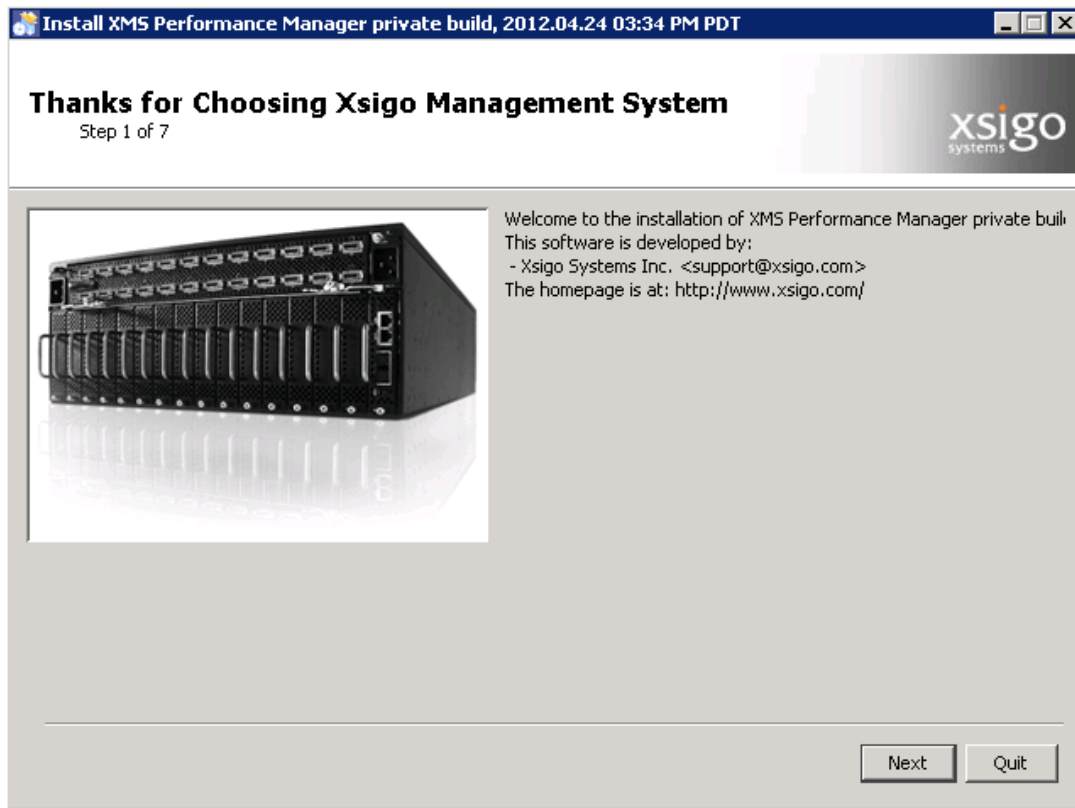 Install XMS Performance Manager private build, 2012.04.24 03:34 PM PDT
Thanks for Choosing Xsigo Management System
Step 1 of 7
xsigo
systems
Welcome to the installation of XMS Performance Manager private buil
This software is developed by:
- Xsigo Systems Inc. <support@xsigo.com>
The homepage is at: http://www.xsigo.com/
Next
Quit